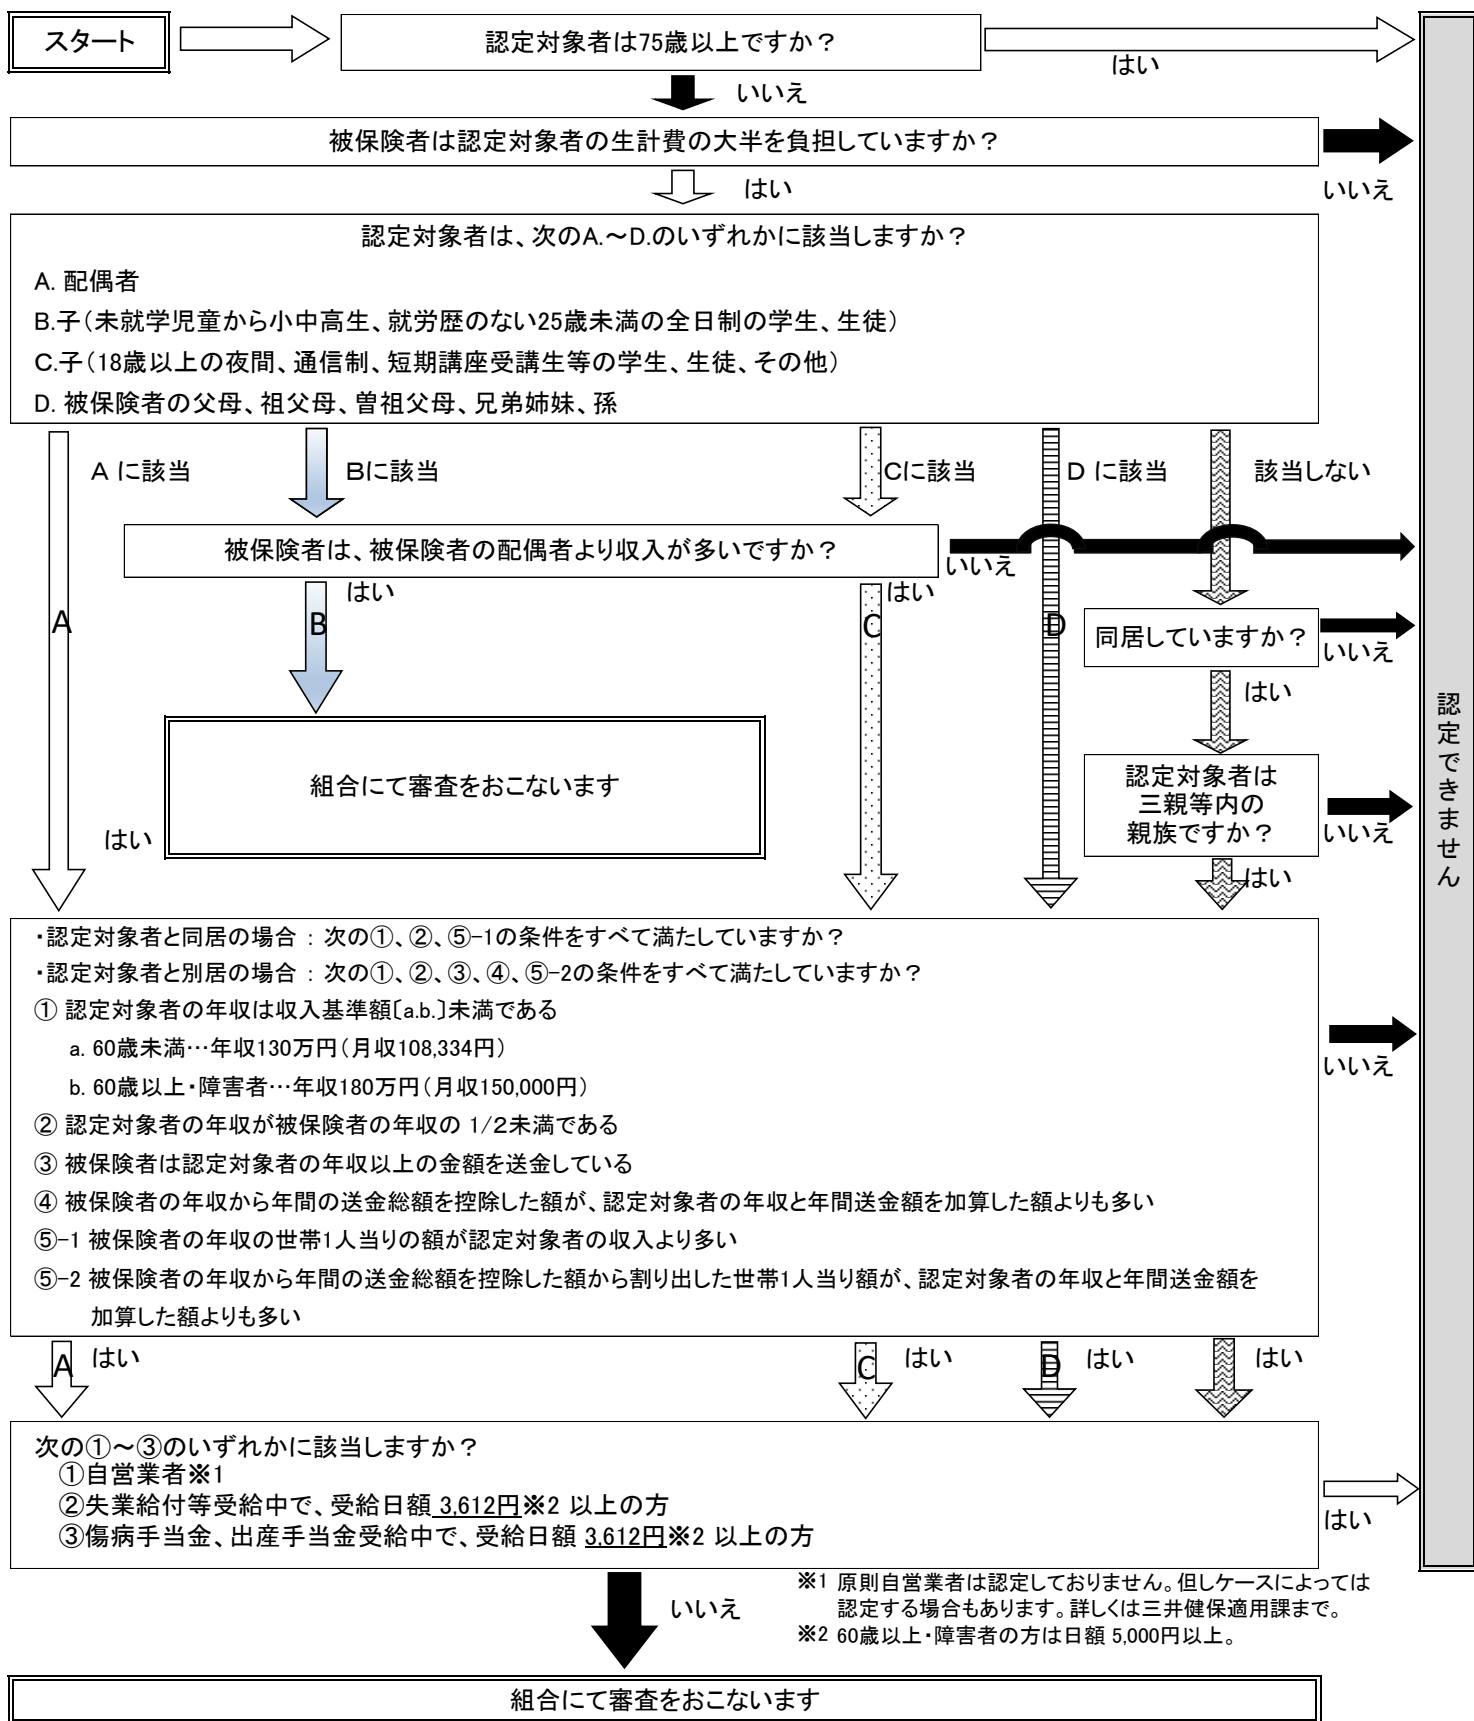 スタート
認定対象者は75歳以上ですか？
はい
いいえ
被保険者は認定対象者の生計費の大半を負担していますか？
はい
いいえ
認定対象者は、次のA.～D.のいずれかに該当しますか？
A. 配偶者
B.子（未就学児童から小中高生、就労歴のない25歳未満の全日制の学生、生徒）
C.子（18歳以上の夜間、通信制、短期講座受講生等の学生、生徒、その他）
D. 被保険者の父母、祖父母、曽祖父母、兄弟姉妹、孫
A に該当
Bに該当
Cに該当
D に該当
該当しない
被保険者は、被保険者の配偶者より収入が多いですか？
いいえ
はい
はい
A
B
C
D
同居していますか？
いいえ
はい
組合にて審査をおこないます
認定対象者は
三親等内の
親族ですか？
いいえ
はい
はい
認定できません
・認定対象者と同居の場合 ： 次の①、②、⑤-1の条件をすべて満たしていますか？
・認定対象者と別居の場合 ： 次の①、②、③、④、⑤-2の条件をすべて満たしていますか？
① 認定対象者の年収は収入基準額〔a.b.〕未満である
a. 60歳未満…年収130万円（月収108,334円）
b. 60歳以上・障害者…年収180万円（月収150,000円）
② 認定対象者の年収が被保険者の年収の 1/2未満である
③ 被保険者は認定対象者の年収以上の金額を送金している
④ 被保険者の年収から年間の送金総額を控除した額が、認定対象者の年収と年間送金額を加算した額よりも多い
⑤-1 被保険者の年収の世帯1人当りの額が認定対象者の収入より多い
⑤-2 被保険者の年収から年間の送金総額を控除した額から割り出した世帯1人当り額が、認定対象者の年収と年間送金額を
加算した額よりも多い
いいえ
A
はい
C
はい
D
はい
はい
次の①～③のいずれかに該当しますか？
①自営業者※1
②失業給付等受給中で、受給日額 3,612円※2 以上の方
③傷病手当金、出産手当金受給中で、受給日額 3,612円※2 以上の方
はい
いいえ
※1 原則自営業者は認定しておりません。但しケースによっては
認定する場合もあります。詳しくは三井健保適用課まで。
※2 60歳以上・障害者の方は日額 5,000円以上。
組合にて審査をおこないます